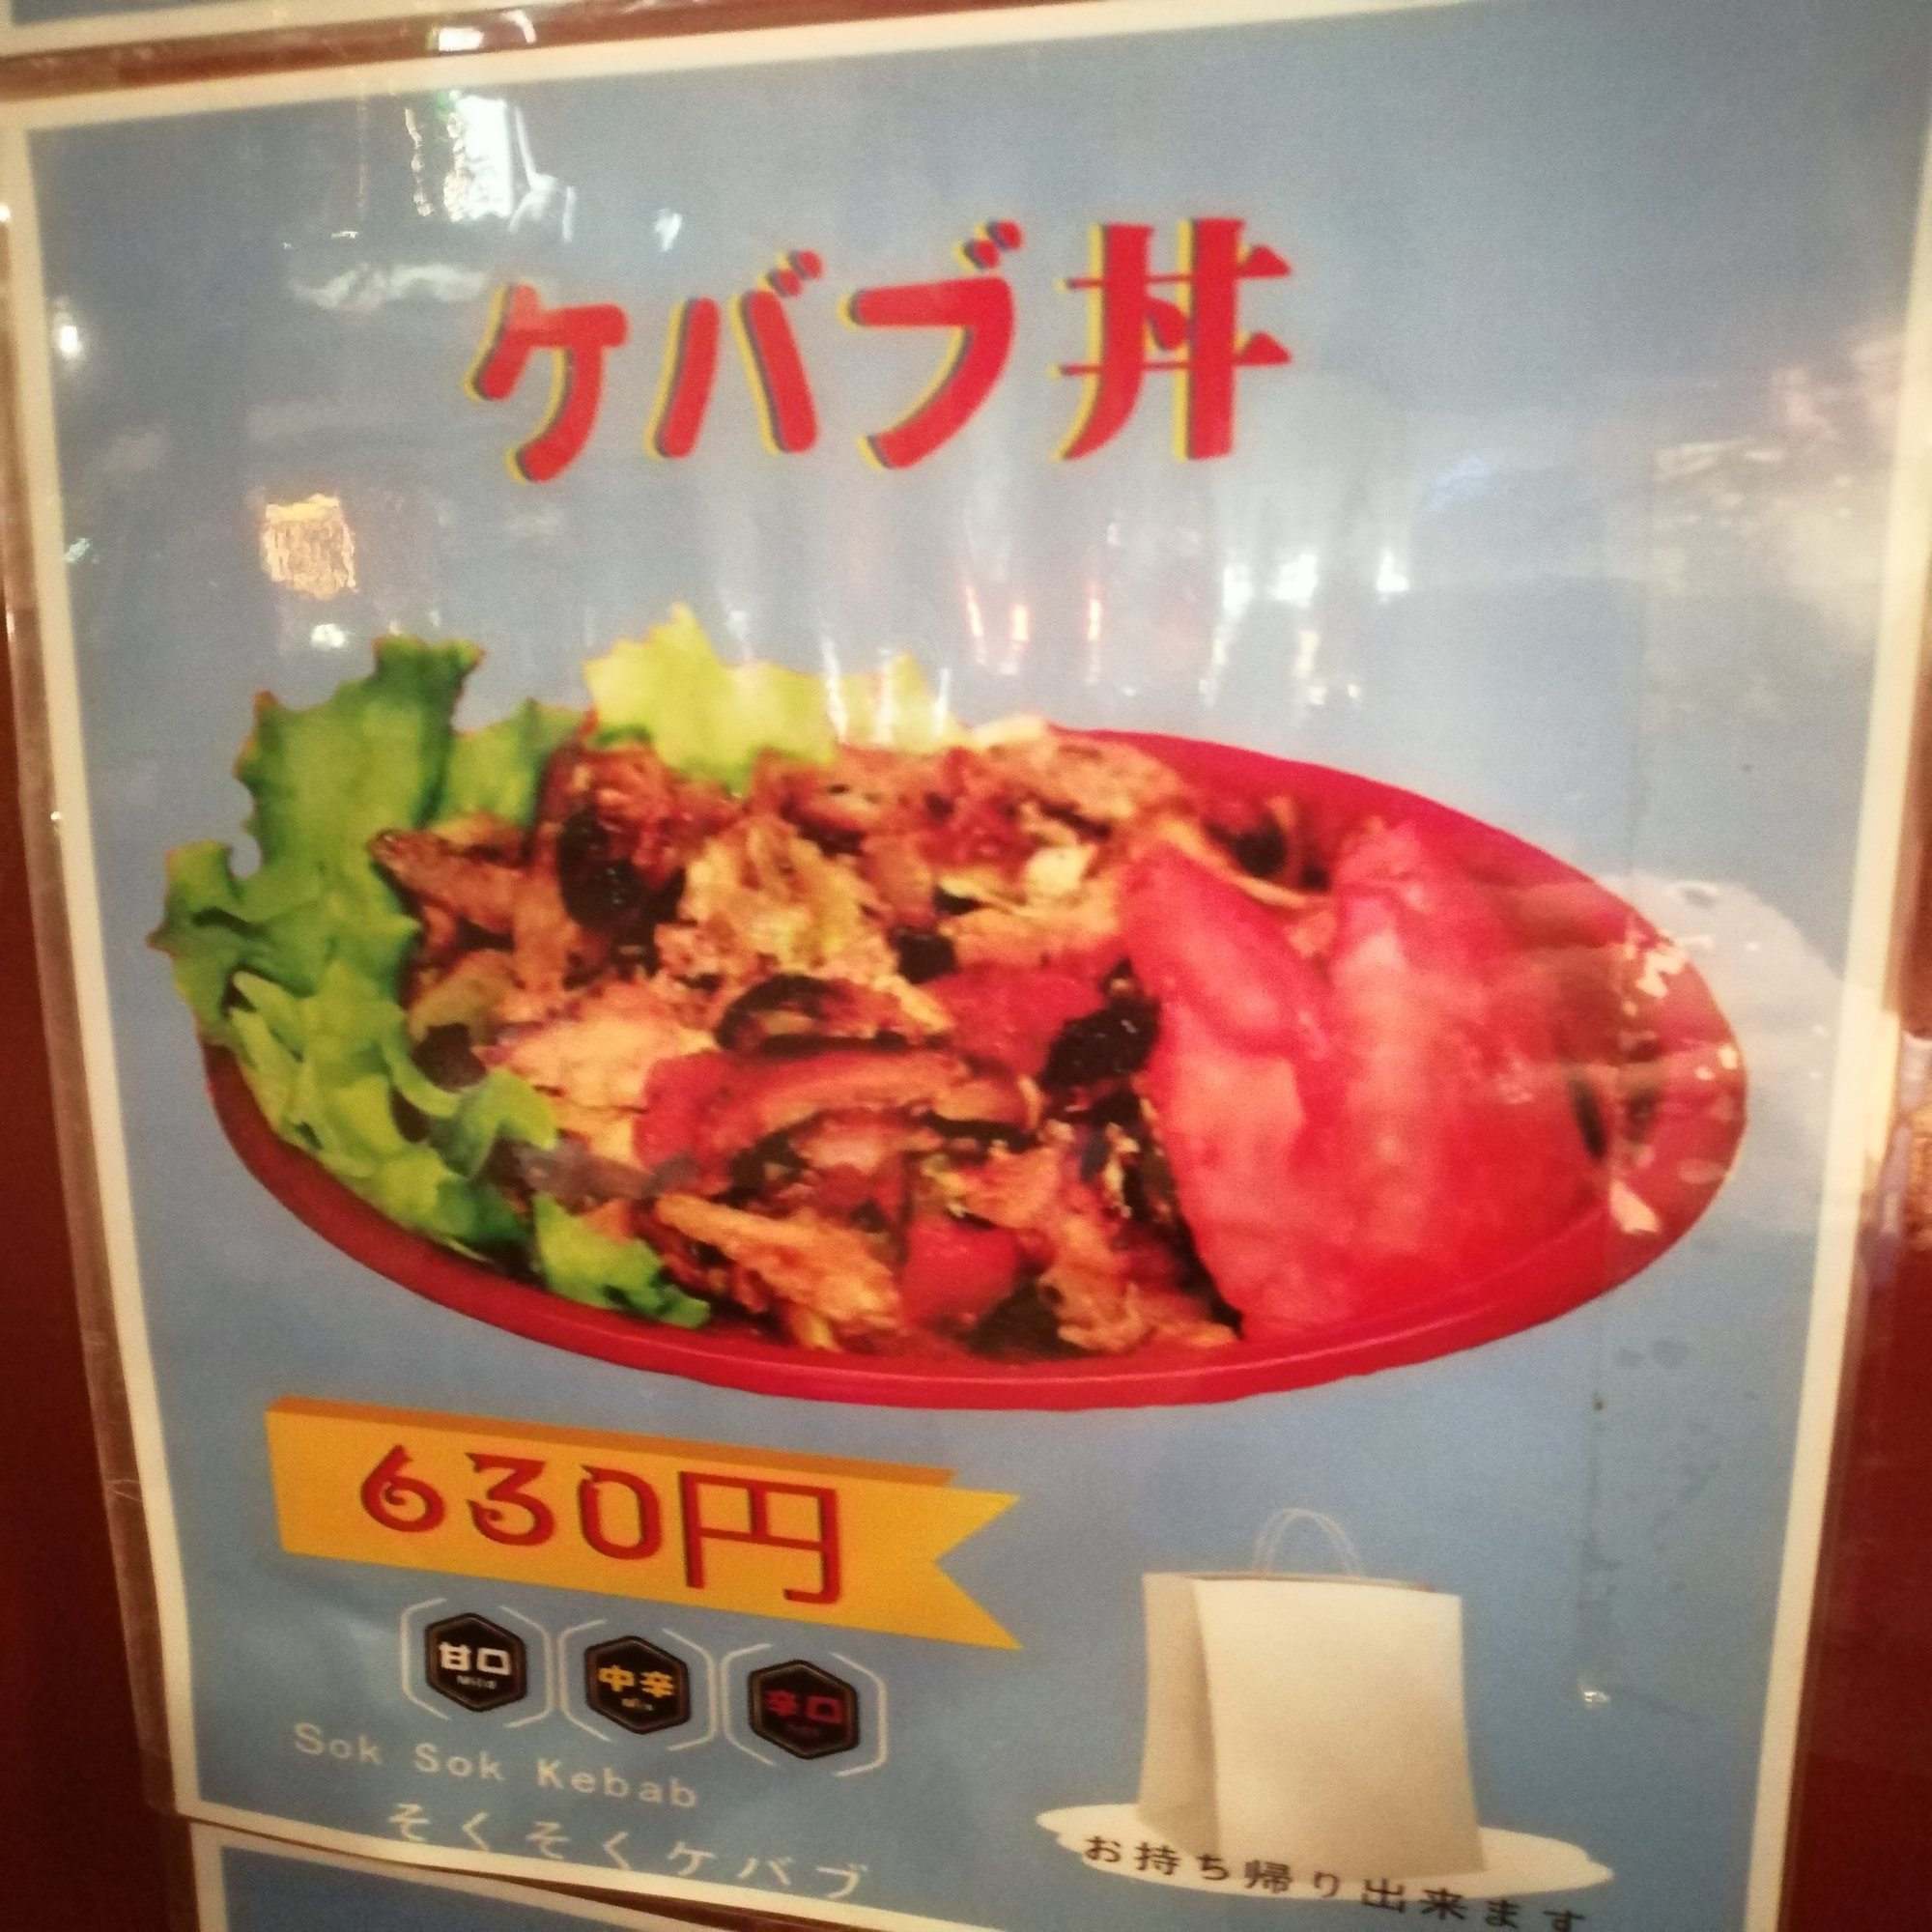 ケバブ丼
630円
甘口
Mild
中辛
辛口
Sok Sok Kebab
そくそくケバブ
お持ち帰り出来ます